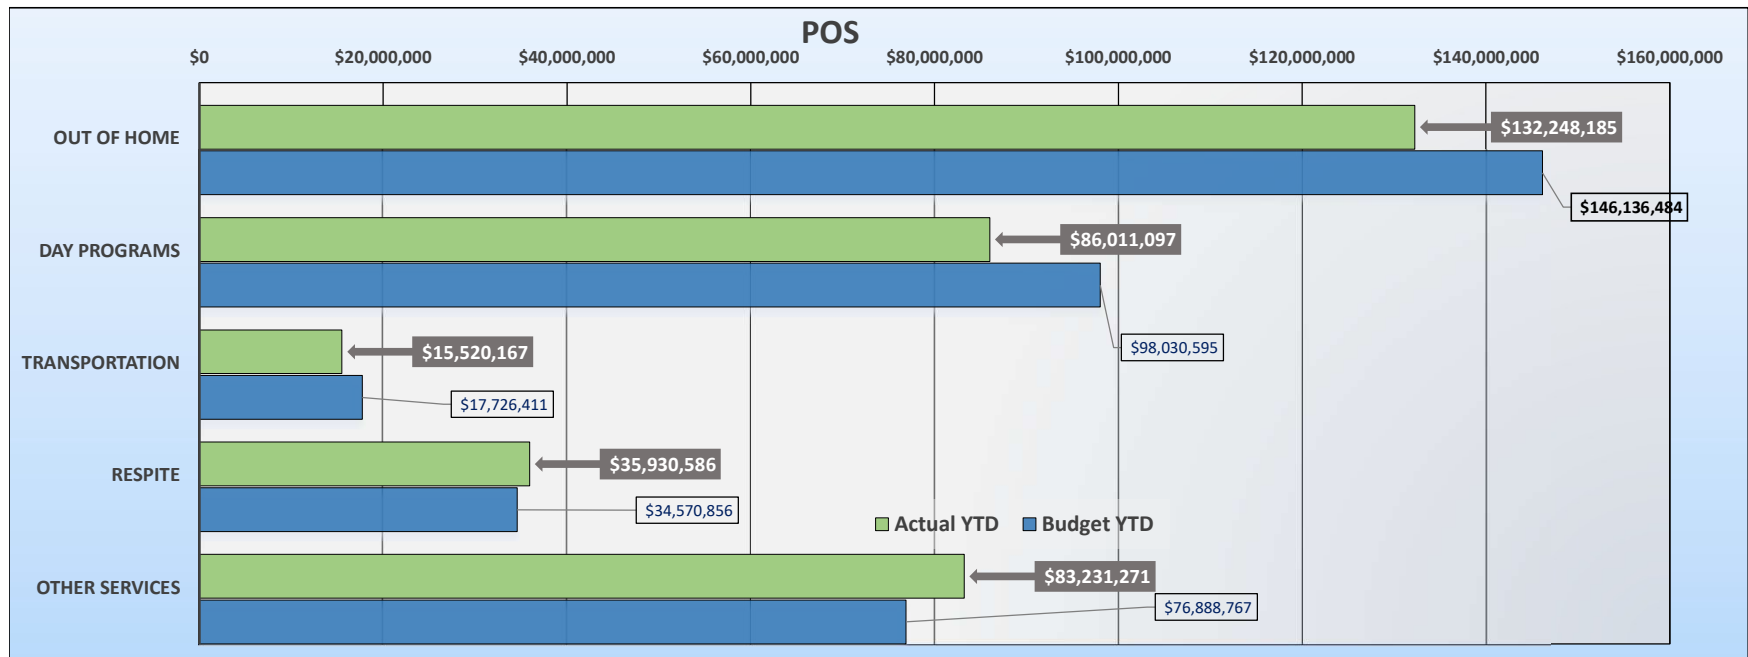 POS
$0 $20,000,000 $40,000,000 $60,000,000 $80,000,000 $100,000,000 $120,000,000 $140,000,000 $160,000,000
OUT OF HOME
$132,248,185
$146,136,484
DAY PROGRAMS
$86,011,097
$98,030,595
TRANSPORTATION
$15,520,167
$17,726,411
RESPITE
$35,930,586
$34,570,856
Actual YTD Budget YTD
OTHER SERVICES
$83,231,271
$76,888,767